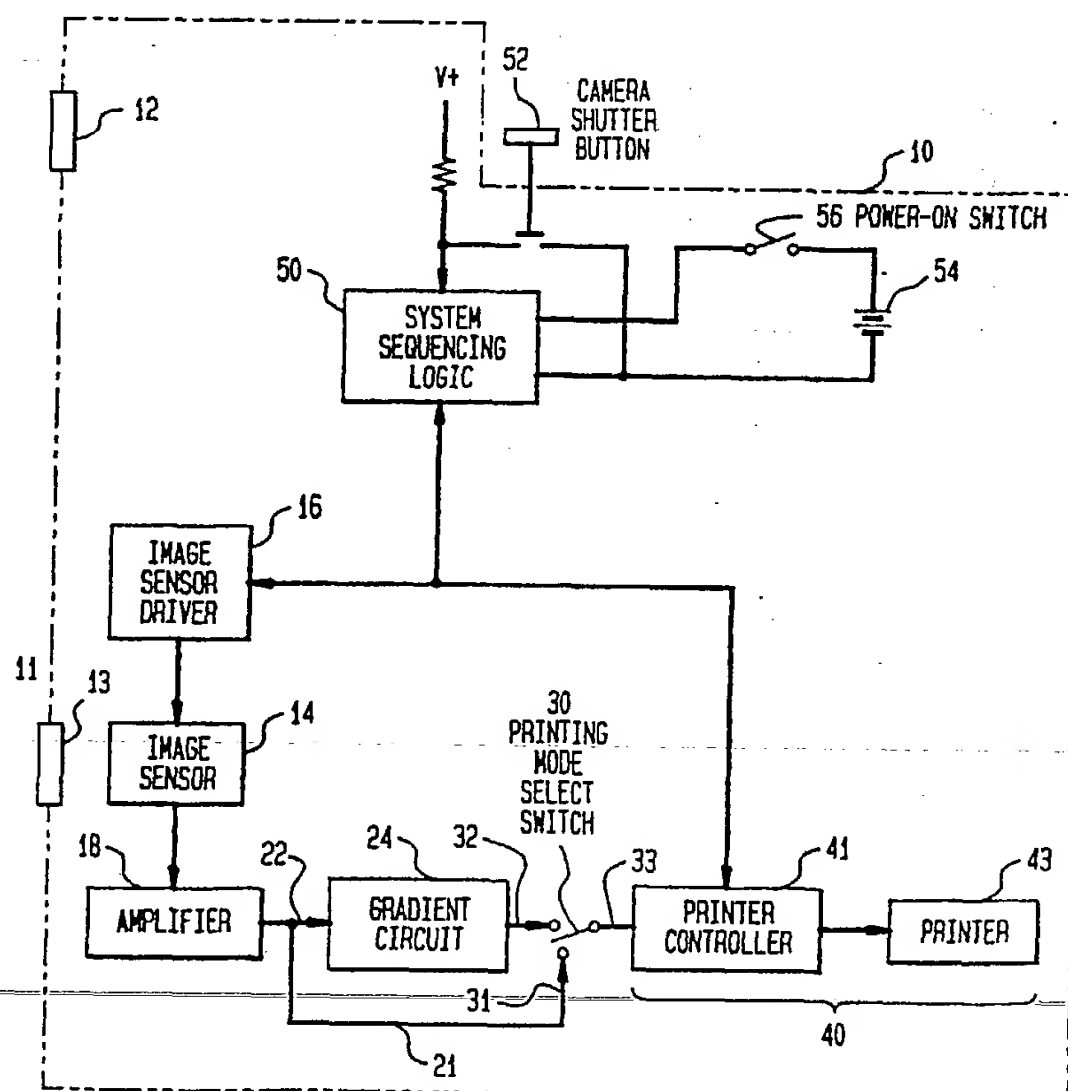 52
V+
CAMERA
SHUTTER
BUTTON
12
10
56 POWER-ON SWITCH
50
54
SYSTEM
SEQUENCING
LOGIC
16
IMAGE
SENSOR
DRIVER
11
13
14
IMAGE
SENSOR
30
PRINTING
MODE
SELECT
SWITCH
18
22
24
32
33
41
43
AMPLIFIER
GRADIENT
CIRCUIT
PRINTER
CONTROLLER
PRINTER
31
21
40